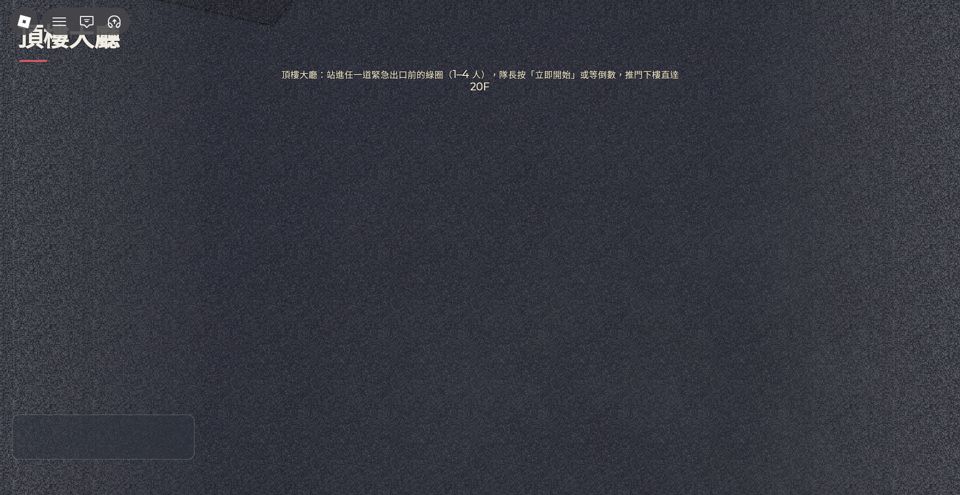 頂樓大廳
頂樓大廳：站進任一道緊急出口前的綠圈（1–4 人），隊長按「立即開始」或等倒數，推門下樓直達
20F